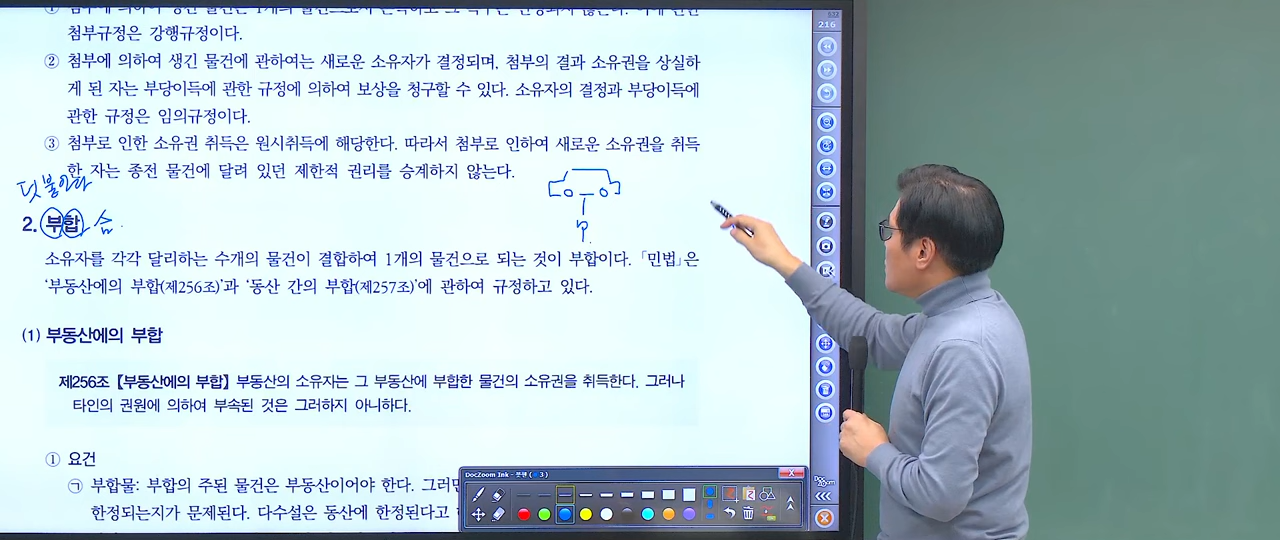 첨부규정은 강행규정이다.
② 첨부에 의하여 생긴 물건에 관하여는 새로운 소유자가 결정되며, 첨부의 결과 소유권을 상실하
게 된 자는 부당이득에 관한 규정에 의하여 보상을 청구할 수 있다. 소유자의 결정과 부당이득에
관한 규정은 임의규정이다.
③ 첨부로 인한 소유권 취득은 원시취득에 해당한다. 따라서 첨부로 인하여 새로운 소유권을 취득
한 자는 종전 물건에 달려 있던 제한적 권리를 승계하지 않는다.
2. 부합
소유자를 각각 달리하는 수개의 물건이 결합하여 1개의 물건으로 되는 것이 부합이다. 「민법」은
‘부동산에의 부합(제256조)’과 ‘동산 간의 부합(제257조)’에 관하여 규정하고 있다.
(1) 부동산에의 부합
제256조 【부동산에의 부합】 부동산의 소유자는 그 부동산에 부합한 물건의 소유권을 취득한다. 그러나
타인의 권원에 의하여 부속된 것은 그러하지 아니하다.
① 요건
㉠ 부합물: 부합의 주된 물건은 부동산이어야 한다.
한정되는지가 문제된다. 다수설은 동산에 한정된다고
216
DocZoom Ink - 본펜 ( 3 )